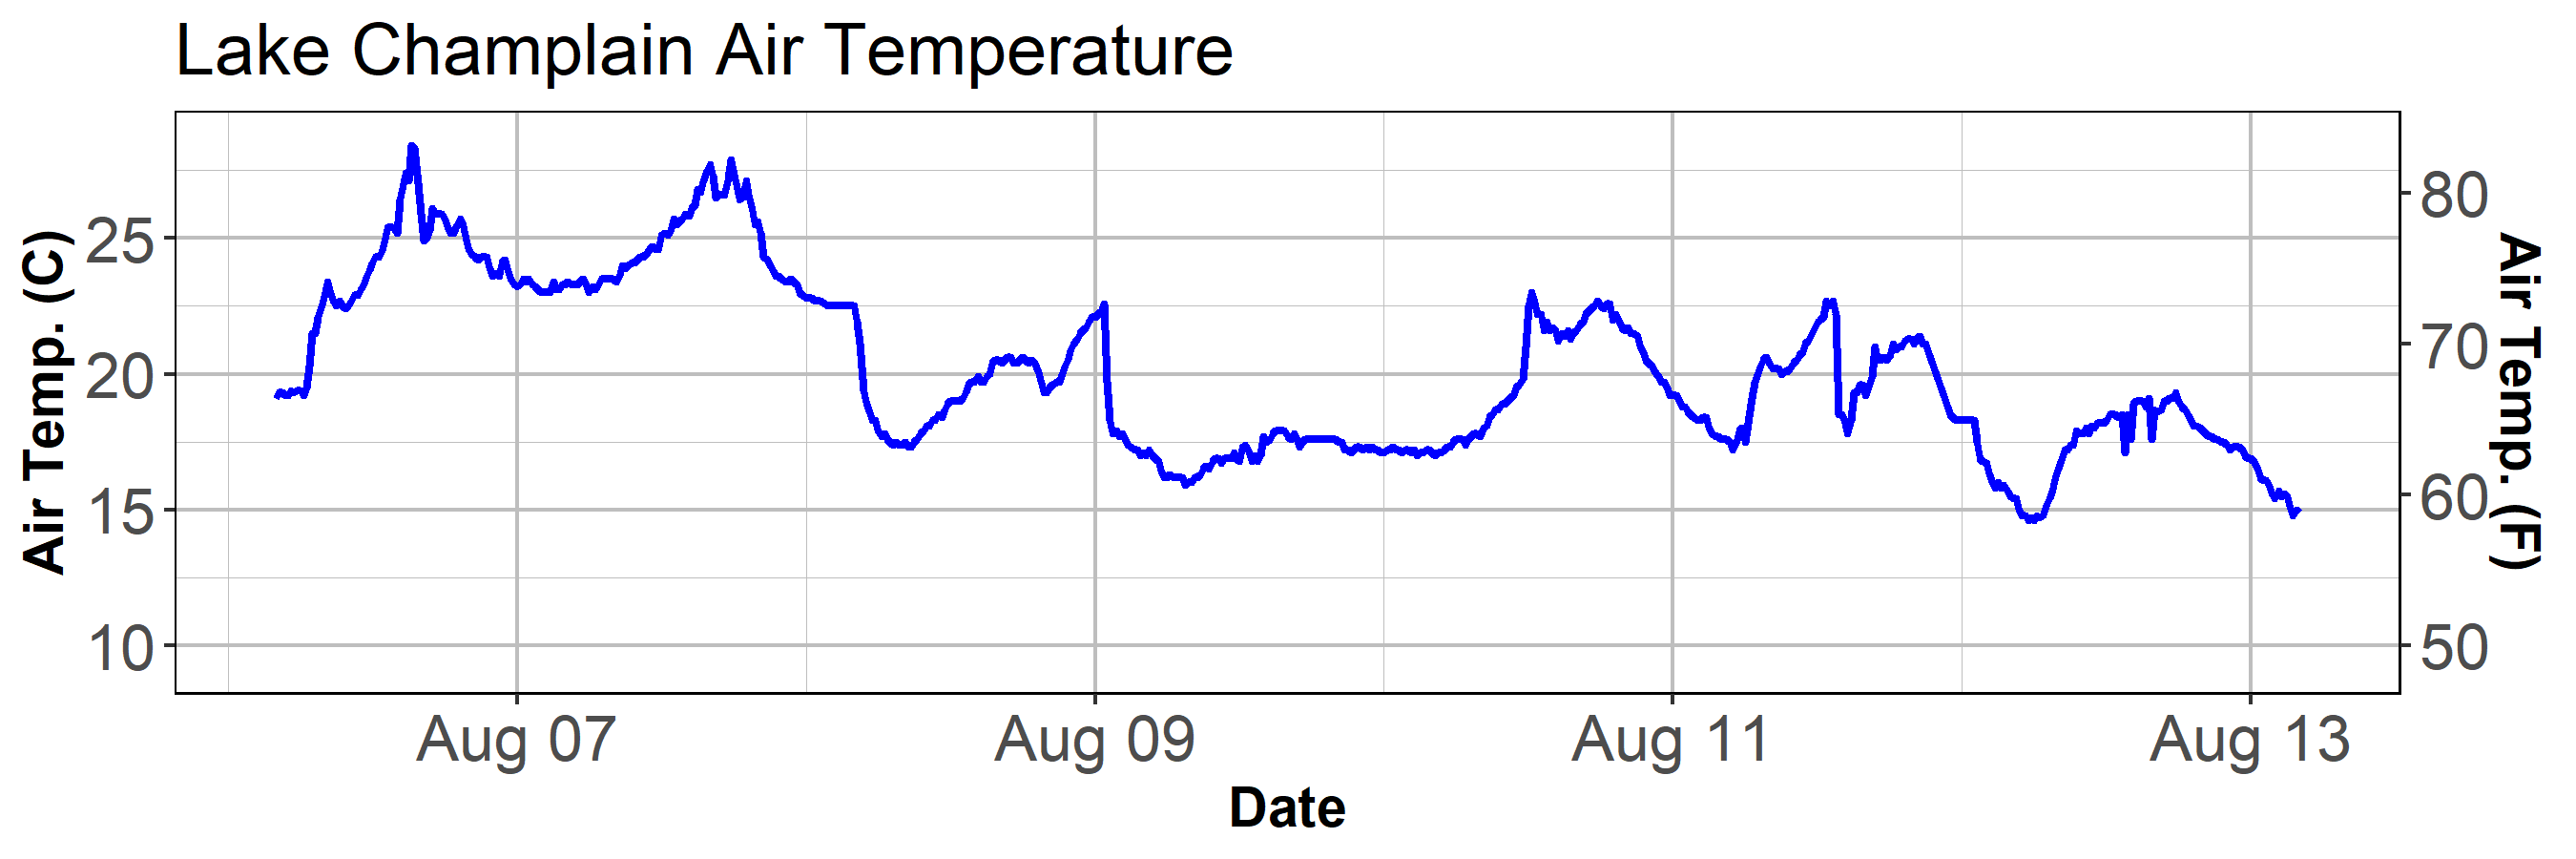 Lake Champlain Air Temperature
Air Temp. (C)
25
20
15
10
80
70
60
50
Air Temp. (F)
Aug 07
Aug 09
Aug 11
Aug 13
Date